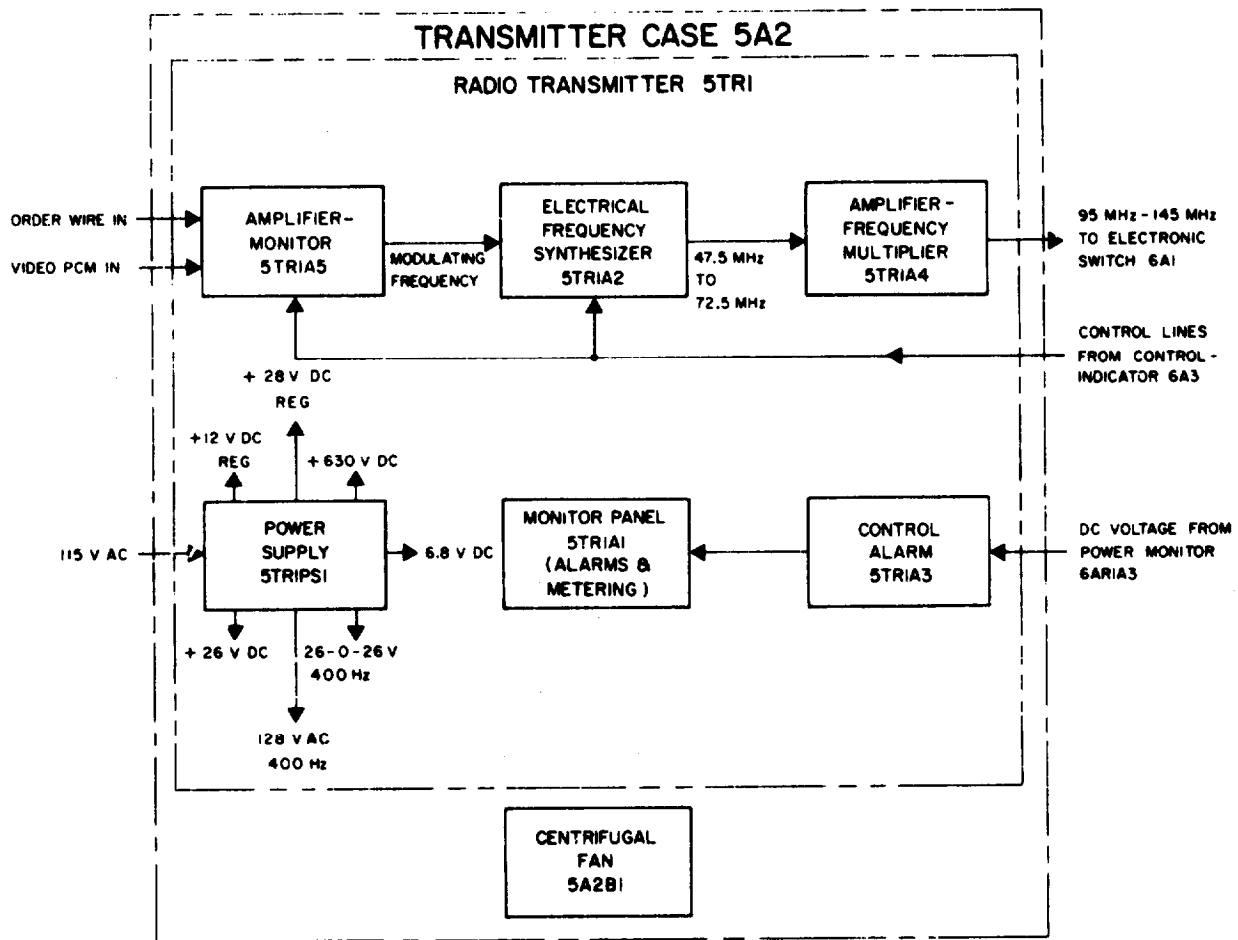 TRANSMITTER CASE 5A2
RADIO TRANSMITTER 5TR1
ORDER WIRE IN
VIDEO PCM IN
AMPLIFIER-
MONITOR
5TR1A5
MODULATING
FREQUENCY
ELECTRICAL
FREQUENCY
SYNTHESIZER
5TR1A2
47.5 MHz
TO
72.5 MHz
AMPLIFIER-
FREQUENCY
MULTIPLIER
5TR1A4
95 MHz-145 MHz
TO ELECTRONIC
SWITCH 6A1
CONTROL LINES
FROM CONTROL-
INDICATOR 6A3
+ 28 V DC
REG
+12 V DC
REG
+630 V DC
115 V AC
POWER
SUPPLY
5TR1PS1
6.8 V DC
+ 26 V DC
26-0-26 V
400 Hz
128 V AC
400 Hz
MONITOR PANEL
5TR1A1
(ALARMS &
METERING)
CONTROL
ALARM
5TR1A3
DC VOLTAGE FROM
POWER MONITOR
6AR1A3
CENTRIFUGAL
FAN
5A2B1